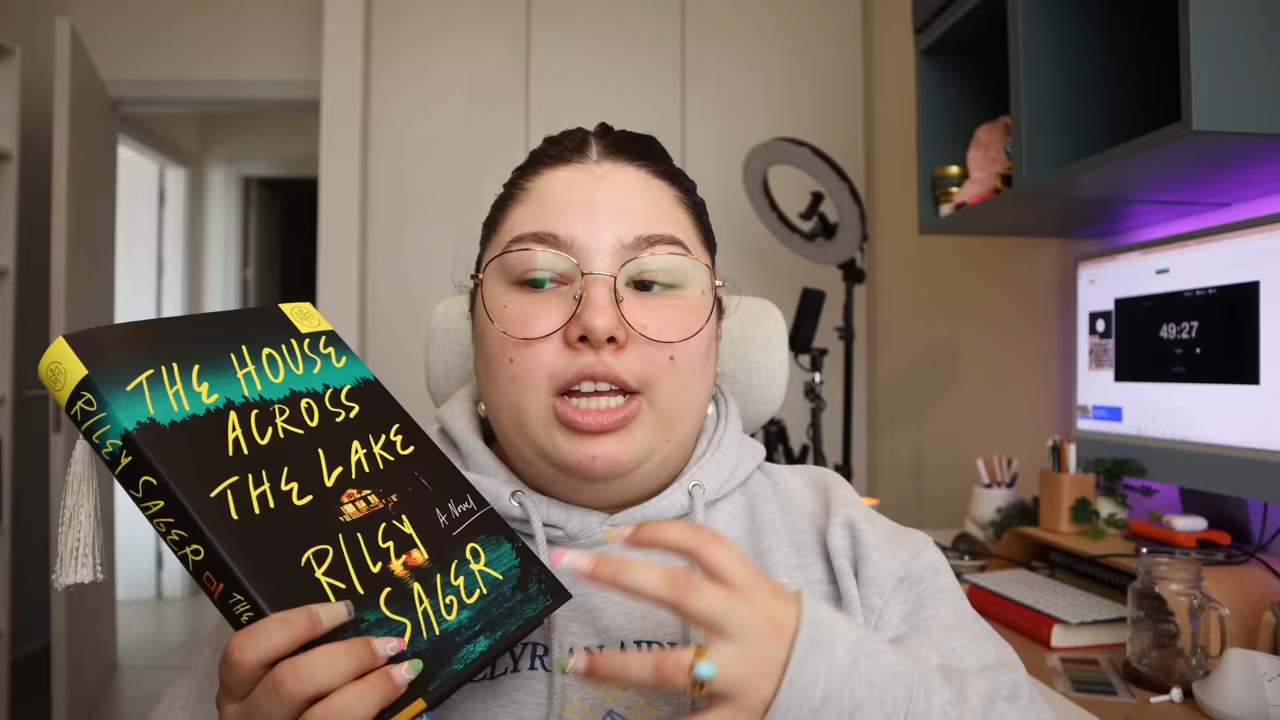 THE HOUSE
ACROSS
THE LAKE
A Novel
RILEY
SAGER
RILEY SAGER THE
49:27